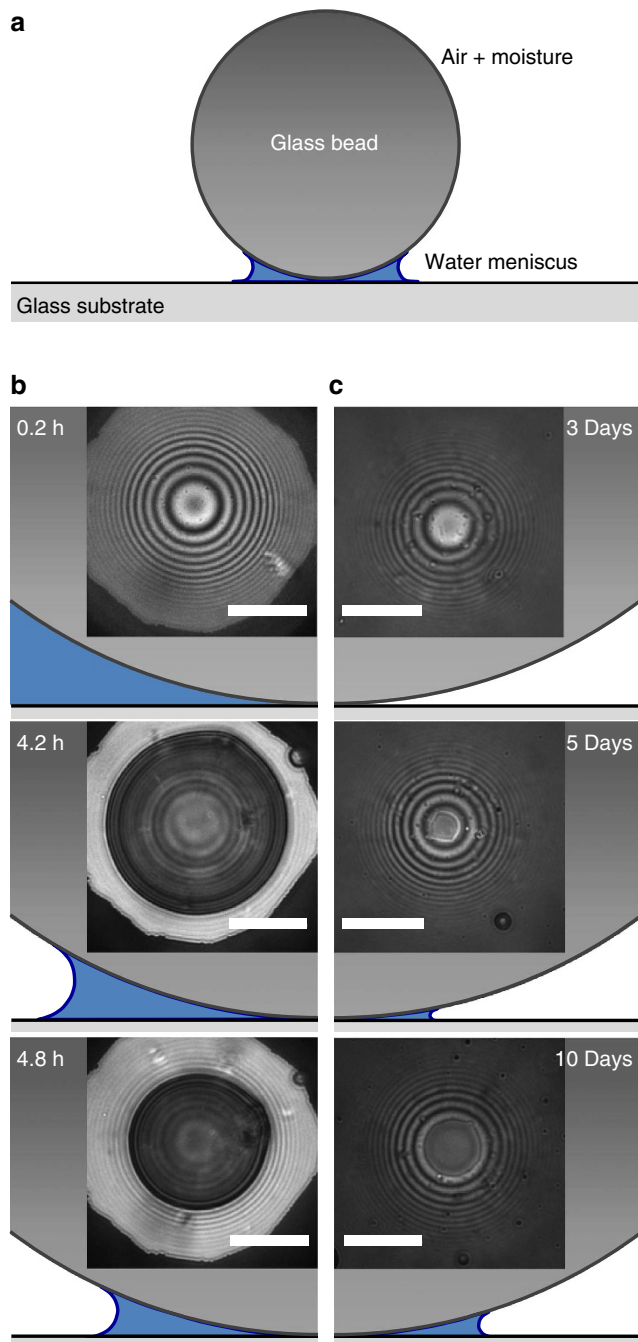 a
Air + moisture
Glass bead
Water meniscus
Glass substrate
b
c
0.2 h
3 Days
4.2 h
5 Days
4.8 h
10 Days